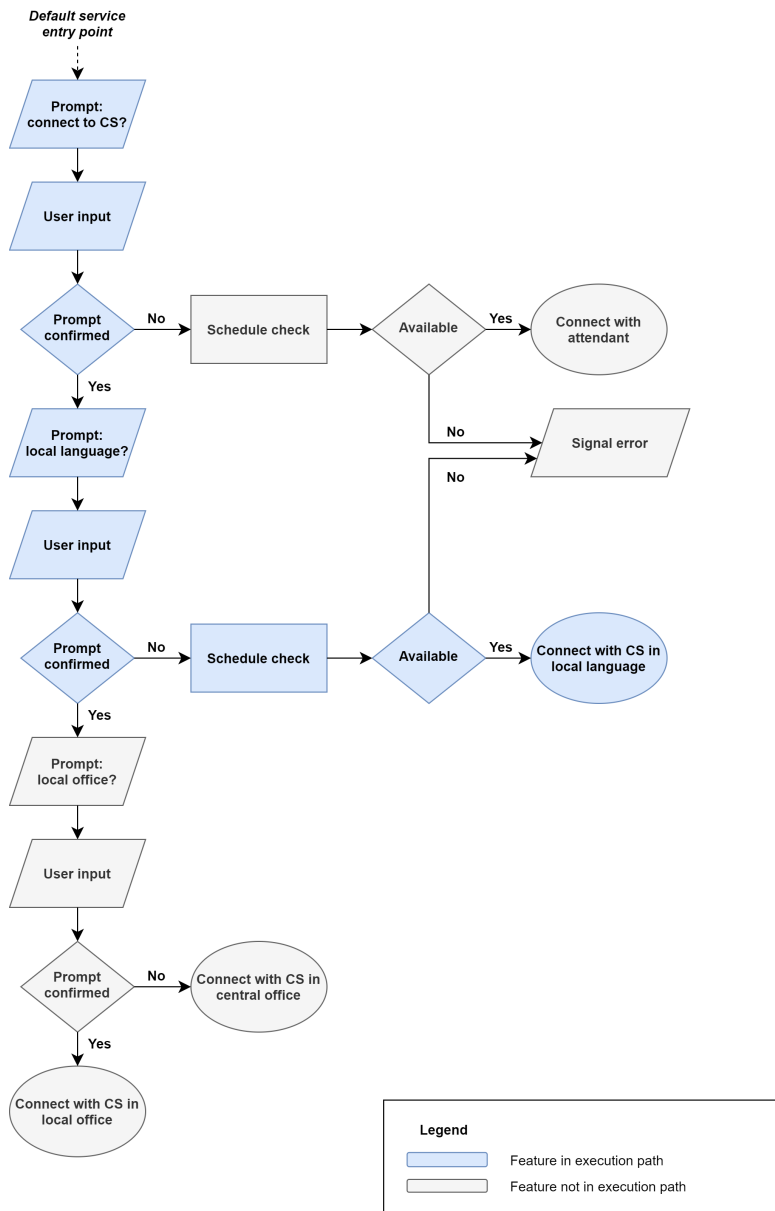 Default service
entry point
Prompt:
connect to CS?
User input
Prompt
confirmed
No
Schedule check
Available
Yes
Connect with
attendant
Yes
No
Prompt:
local language?
Signal error
No
User input
Prompt
confirmed
No
Schedule check
Available
Yes
Connect with CS in
local language
Yes
Prompt:
local office?
User input
Prompt
confirmed
No
Connect with CS in
central office
Yes
Connect with CS in
local office
Legend
Feature in execution path
Feature not in execution path